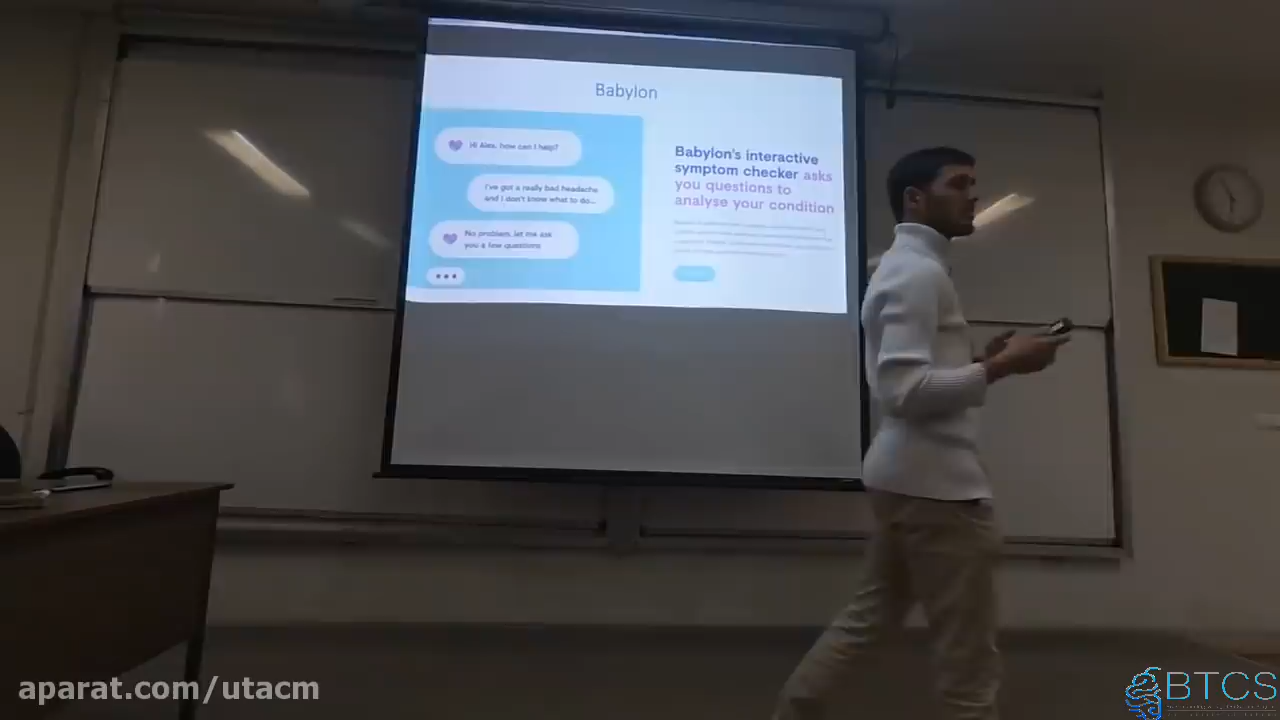 Babylon
Hi Alex, how can I help?
I've got a really bad headache
and I don't know what to do...
No problem, let me ask
you a few questions
Babylon's interactive
symptom checker asks
you questions to
analyse your condition
aparat.com/utacm
BTCS